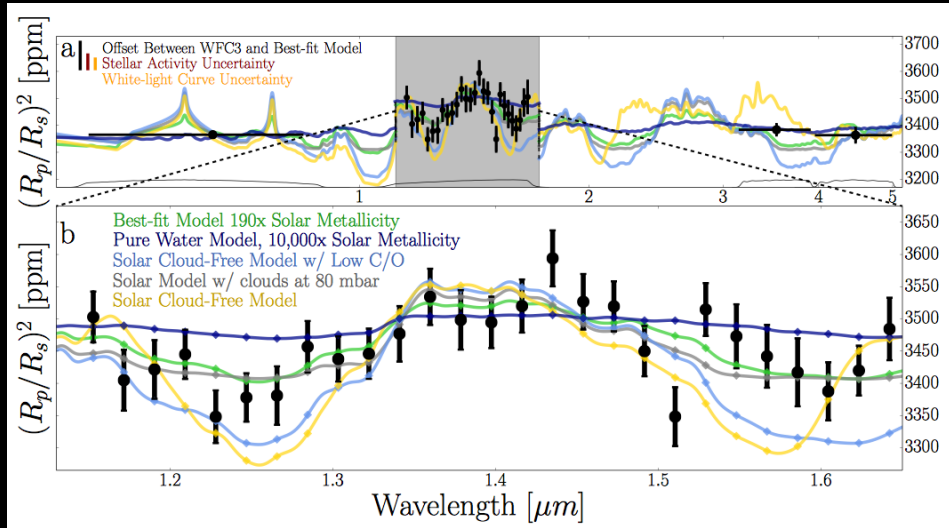 a
Offset Between WFC3 and Best-fit Model
Stellar Activity Uncertainty
White-light Curve Uncertainty
(Rp/Rs)² [ppm]
3700
3600
3500
3400
3300
3200
1 2 3 4 5
b
Best-fit Model 190x Solar Metallicity
Pure Water Model, 10,000x Solar Metallicity
Solar Cloud-Free Model w/ Low C/O
Solar Model w/ clouds at 80 mbar
Solar Cloud-Free Model
(Rp/Rs)² [ppm]
3650
3600
3550
3500
3450
3400
3350
3300
1.2 1.3 1.4 1.5 1.6
Wavelength [μm]